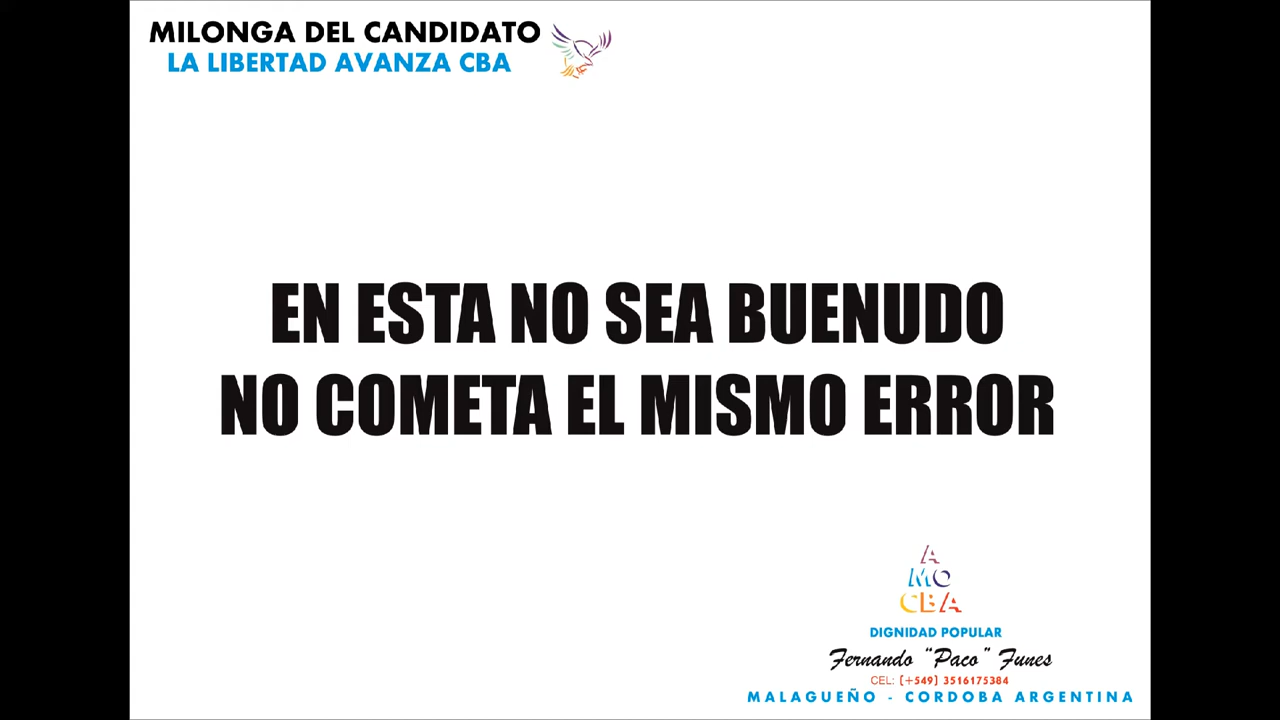 MILONGA DEL CANDIDATO
LA LIBERTAD AVANZA CBA
EN ESTA NO SEA BUENUDO
NO COMETA EL MISMO ERROR
A
MO
CBA
DIGNIDAD POPULAR
Fernando "Paco" Funes
CEL: (+549) 3516175384
MALAGUEÑO - CORDOBA ARGENTINA